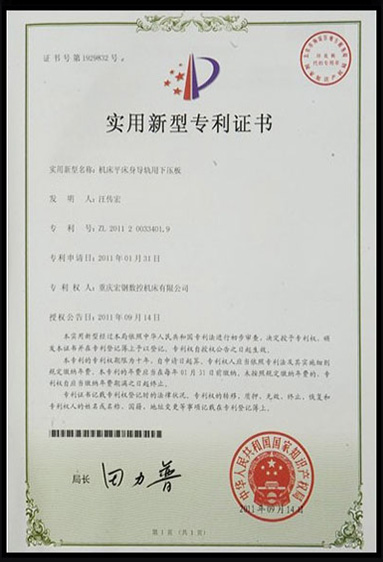 证书号第1929832号
实用新型专利证书
实用新型名称：机床平床身导轨用下压板
发明人：汪传宏
专利号：ZL 2011 2 0033401.9
专利申请日：2011年01月31日
专利权人：重庆宏钢数控机床有限公司
授权公告日：2011年09月14日
本实用新型经过本局依照中华人民共和国专利法进行初步审查，决定授予专利权，颁
发本证书并在专利登记簿上予以登记。专利权自授权公告之日起生效。
本专利的专利权期限为十年，自申请日起算。专利权人应当依照专利法及其实施细则
规定缴纳年费。本专利的年费应当在每年01月31日前缴纳。未按照规定缴纳年费的，专
利权自应当缴纳年费期满之日起终止。
专利证书记载专利权登记时的法律状况。专利权的转移、质押、无效、终止、恢复和
专利权人的姓名或名称、国籍、地址变更等事项记载在专利登记簿上。
局长
田力普
中华人民共和国国家知识产权局
2011年09月14日
第1页(共1页)